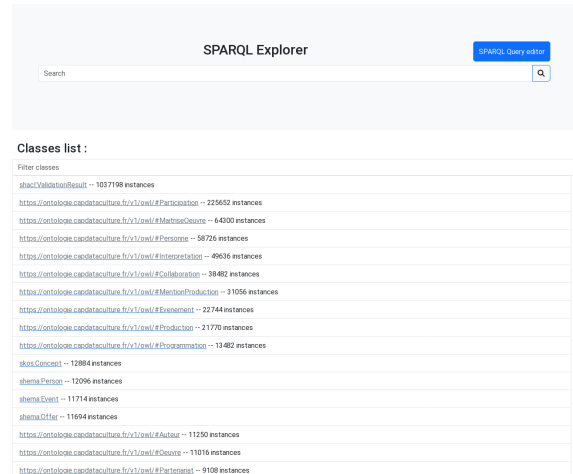 SPARQL Explorer
SPARQL Query editor
Search
Classes list :
Filter classes
shacl:ValidationResult -- 1037198 instances
https://ontologie.capdataculture.fr/v1/owl/#Participation -- 225652 instances
https://ontologie.capdataculture.fr/v1/owl/#MaitriseOeuvre -- 64300 instances
https://ontologie.capdataculture.fr/v1/owl/#Personne -- 58726 instances
https://ontologie.capdataculture.fr/v1/owl/#Interpretation -- 49636 instances
https://ontologie.capdataculture.fr/v1/owl/#Collaboration -- 38482 instances
https://ontologie.capdataculture.fr/v1/owl/#MentionProduction -- 31056 instances
https://ontologie.capdataculture.fr/v1/owl/#Evenement -- 22744 instances
https://ontologie.capdataculture.fr/v1/owl/#Production -- 21770 instances
https://ontologie.capdataculture.fr/v1/owl/#Programmation -- 13482 instances
skos:Concept -- 12884 instances
shema:Person -- 12096 instances
shema:Event -- 11714 instances
shema:Offer -- 11694 instances
https://ontologie.capdataculture.fr/v1/owl/#Auteur -- 11250 instances
https://ontologie.capdataculture.fr/v1/owl/#Oeuvre -- 11016 instances
https://ontologie.capdataculture.fr/v1/owl/#Partenariat -- 9108 instances